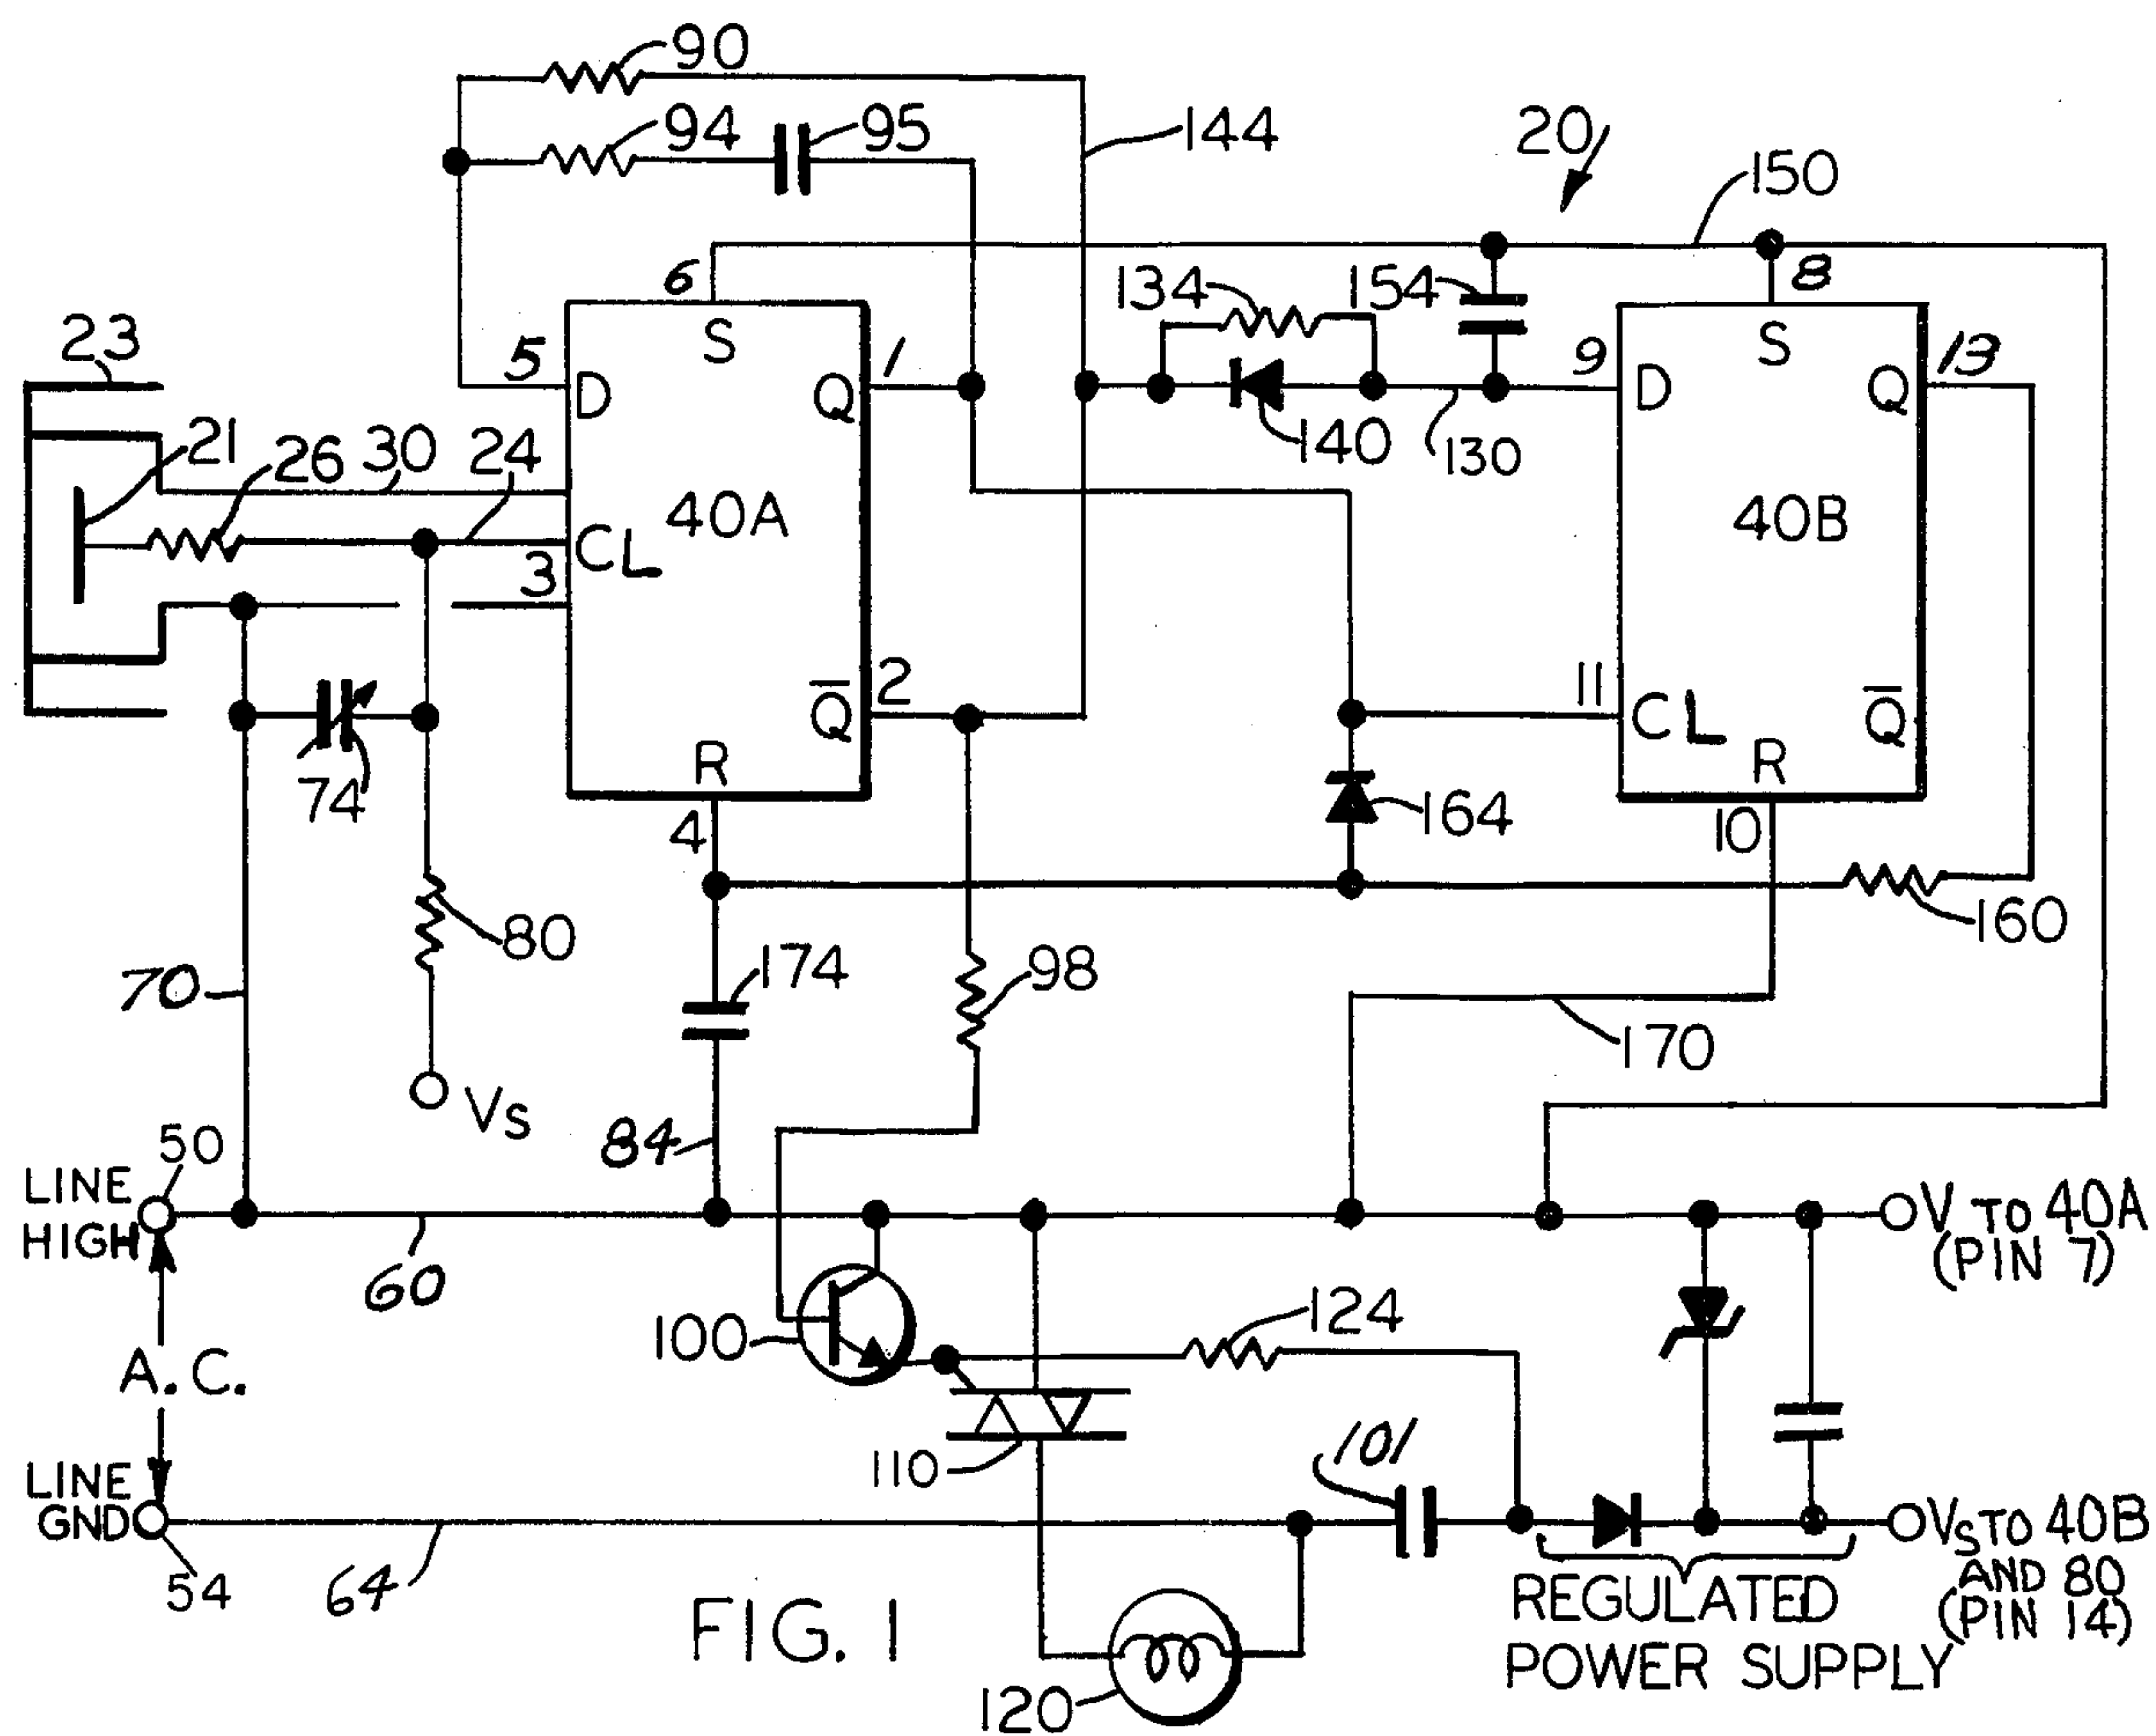 90
94
95
144
20
150
6
8
134
154
23
5
D
S
Q
1
9
D
S
Q
13
21
26
30
24
140
130
40A
40B
CL
3
Q̅
2
11
CL
Q̅
74
R
4
164
R
10
80
174
98
160
70
170
VS
84
50
LINE
HIGH
60
V TO 40A
(PIN 7)
100
124
A.C.
110
101
LINE
GND
54
64
VS TO 40B
AND 80
(PIN 14)
REGULATED
POWER SUPPLY
FIG. 1
120